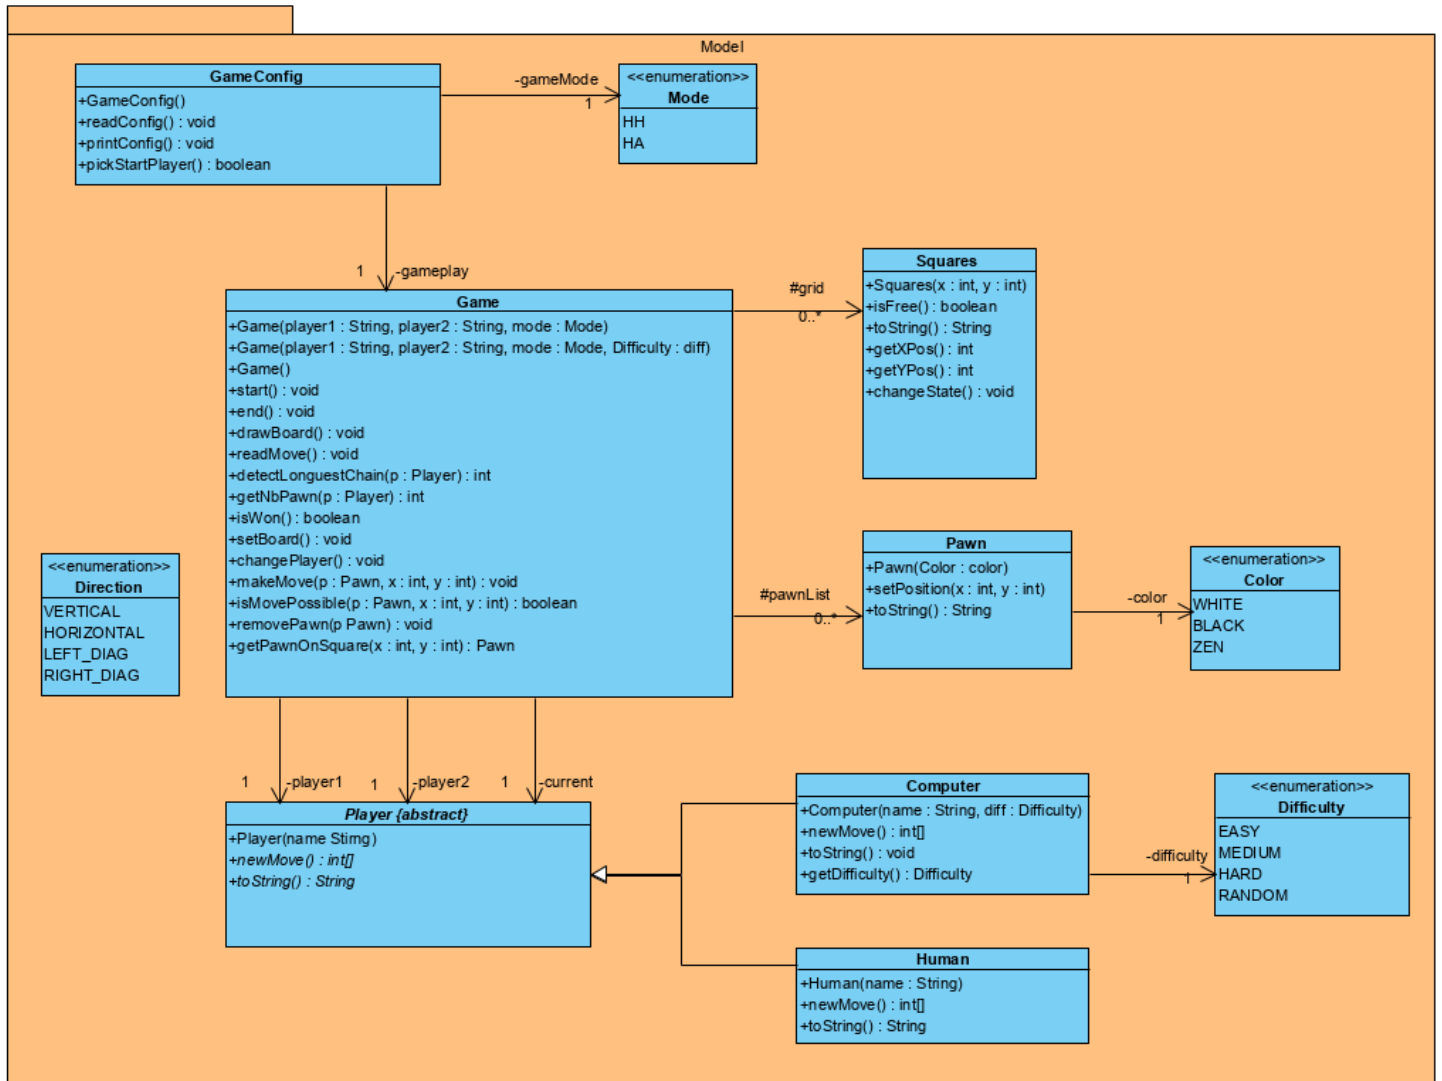 Model
GameConfig
+GameConfig()
+readConfig() : void
+printConfig() : void
+pickStartPlayer() : boolean
-gameMode
1
<<enumeration>>
Mode
HH
HA
1
-gameplay
Game
+Game(player1 : String, player2 : String, mode : Mode)
+Game(player1 : String, player2 : String, mode : Mode, Difficulty : diff)
+Game()
+start() : void
+end() : void
+drawBoard() : void
+readMove() : void
+detectLonguestChain(p : Player) : int
+getNbPawn(p : Player) : int
+isWon() : boolean
+setBoard() : void
+changePlayer() : void
+makeMove(p : Pawn, x : int, y : int) : void
+isMovePossible(p : Pawn, x : int, y : int) : boolean
+removePawn(p Pawn) : void
+getPawnOnSquare(x : int, y : int) : Pawn
#grid
0..*
Squares
+Squares(x : int, y : int)
+isFree() : boolean
+toString() : String
+getXPos() : int
+getYPos() : int
+changeState() : void
#pawnList
0..*
Pawn
+Pawn(Color : color)
+setPosition(x : int, y : int)
+toString() : String
-color
1
<<enumeration>>
Color
WHITE
BLACK
ZEN
<<enumeration>>
Direction
VERTICAL
HORIZONTAL
LEFT_DIAG
RIGHT_DIAG
1
-player1
1
-player2
1
-current
Player {abstract}
+Player(name Stirng)
+newMove() : int[]
+toString() : String
Computer
+Computer(name : String, diff : Difficulty)
+newMove() : int[]
+toString() : void
+getDifficulty() : Difficulty
-difficulty
1
<<enumeration>>
Difficulty
EASY
MEDIUM
HARD
RANDOM
Human
+Human(name : String)
+newMove() : int[]
+toString() : String